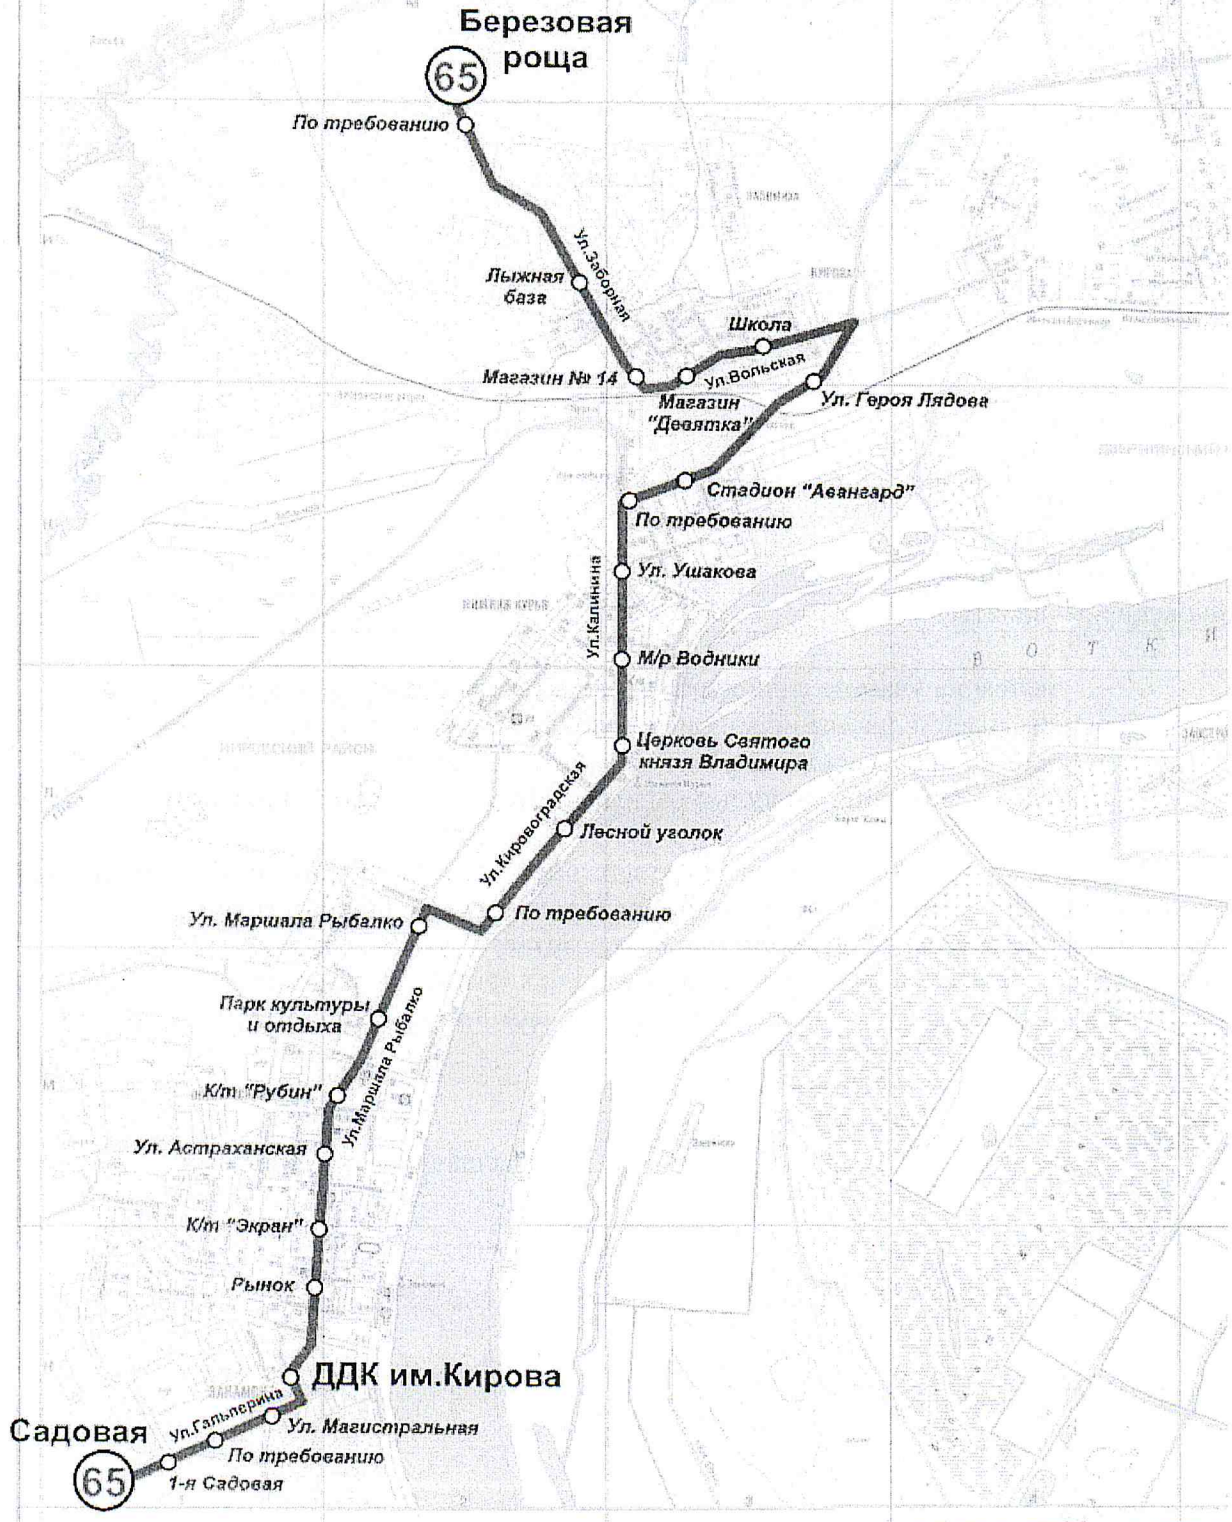 Березовая
роща
65
По требованию
Ул.Заборная
Лыжная
база
Школа
Магазин № 14
Ул.Вольская
Магазин
"Девятка"
Ул. Героя Лядова
Стадион "Авангард"
По требованию
Ул. Ушакова
Ул.Калинина
М/р Водники
В О Т К И
Церковь Святого
князя Владимира
Ул.Кировоградская
Лесной уголок
По требованию
Ул. Маршала Рыбалко
Парк культуры
и отдыха
Ул.Маршала Рыбалко
К/т "Рубин"
Ул. Астраханская
К/т "Экран"
Рынок
ДДК им.Кирова
Ул.Гальперина
Ул. Магистральная
Садовая
По требованию
65
1-я Садовая